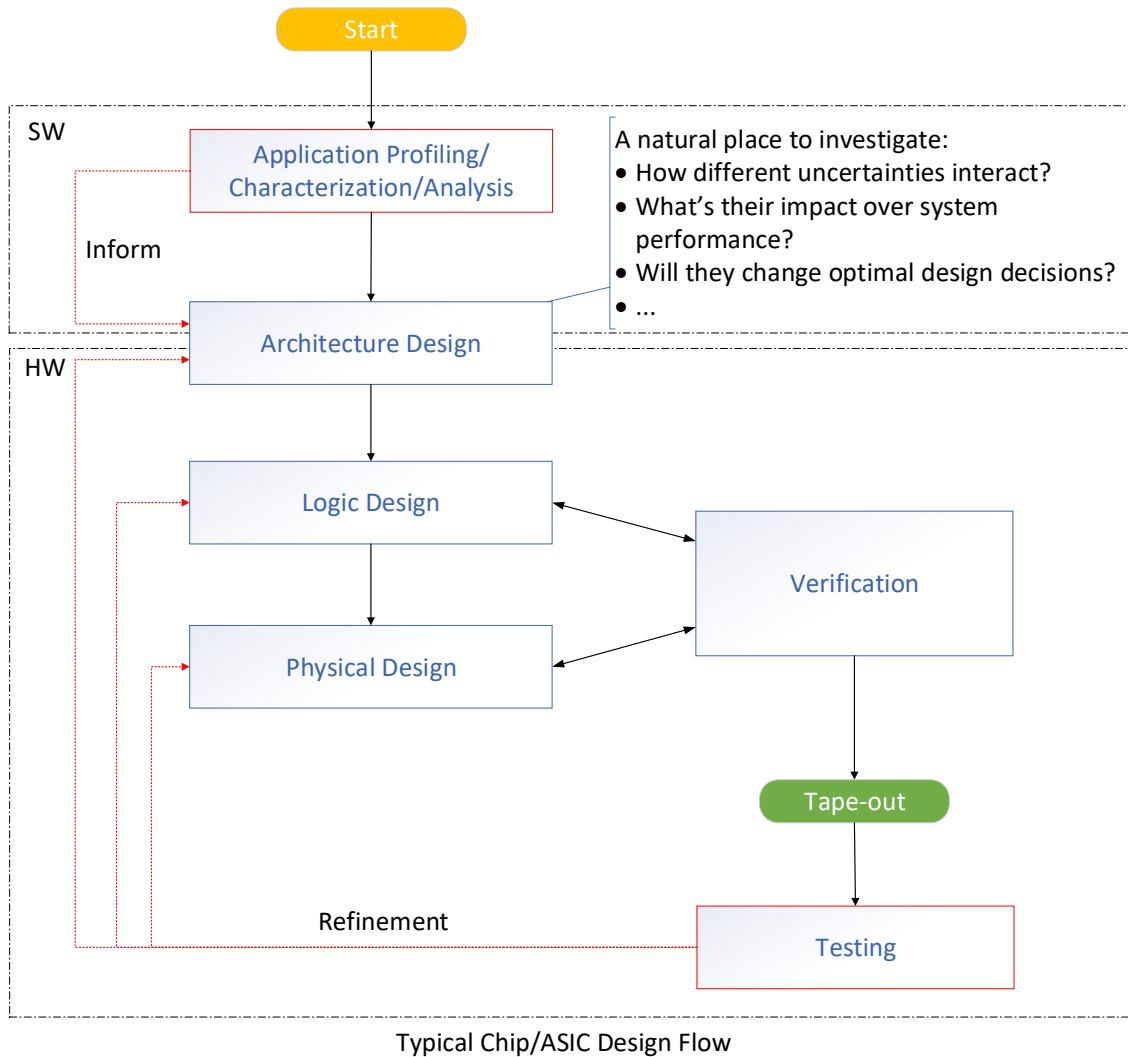 Start
SW
Application Profiling/
Characterization/Analysis
A natural place to investigate:
• How different uncertainties interact?
• What's their impact over system
performance?
• Will they change optimal design decisions?
• ...
Inform
Architecture Design
HW
Logic Design
Verification
Physical Design
Tape-out
Refinement
Testing
Typical Chip/ASIC Design Flow